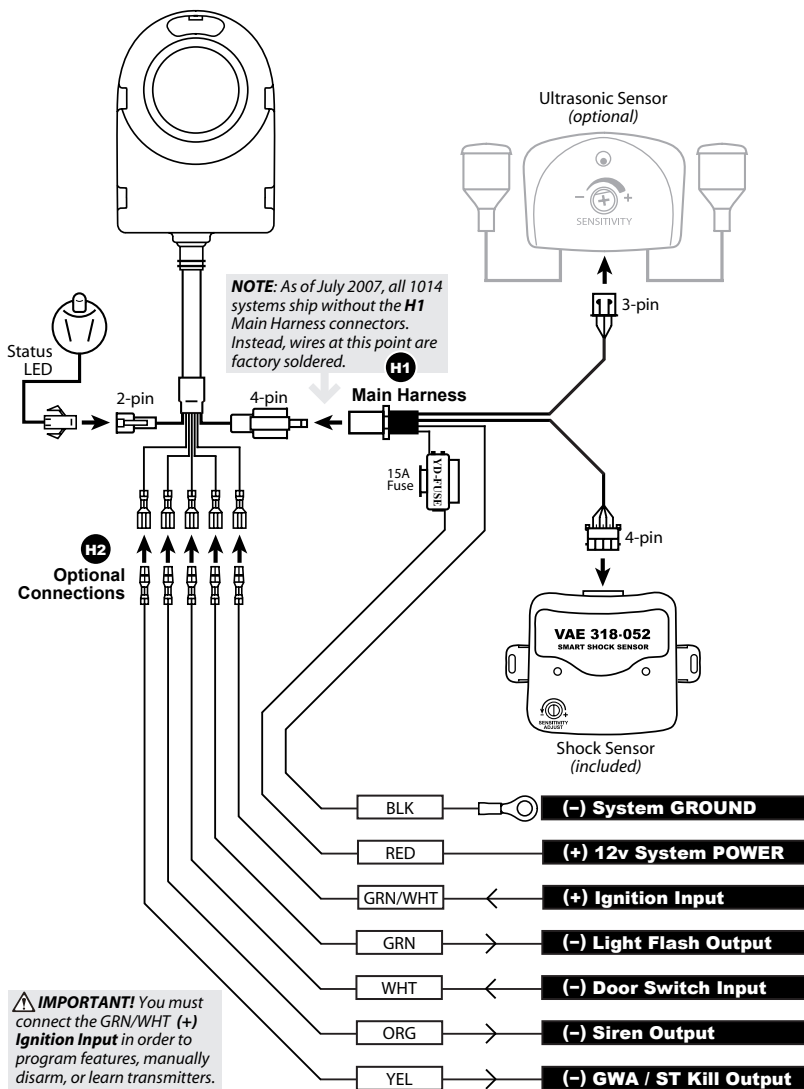 Ultrasonic Sensor
(optional)
− +
SENSITIVITY
NOTE: As of July 2007, all 1014
systems ship without the H1
Main Harness connectors.
Instead, wires at this point are
factory soldered.
3-pin
Status
LED
2-pin
4-pin
H1
Main Harness
15A
Fuse
YD-FUSE
4-pin
H2
Optional
Connections
VAE 318-052
SMART SHOCK SENSOR
- +
SENSITIVITY
ADJUST
Shock Sensor
(included)
BLK (−) System GROUND
RED (+) 12v System POWER
GRN/WHT (+) Ignition Input
GRN (−) Light Flash Output
WHT (−) Door Switch Input
ORG (−) Siren Output
YEL (−) GWA / ST Kill Output
⚠ IMPORTANT! You must
connect the GRN/WHT (+)
Ignition Input in order to
program features, manually
disarm, or learn transmitters.